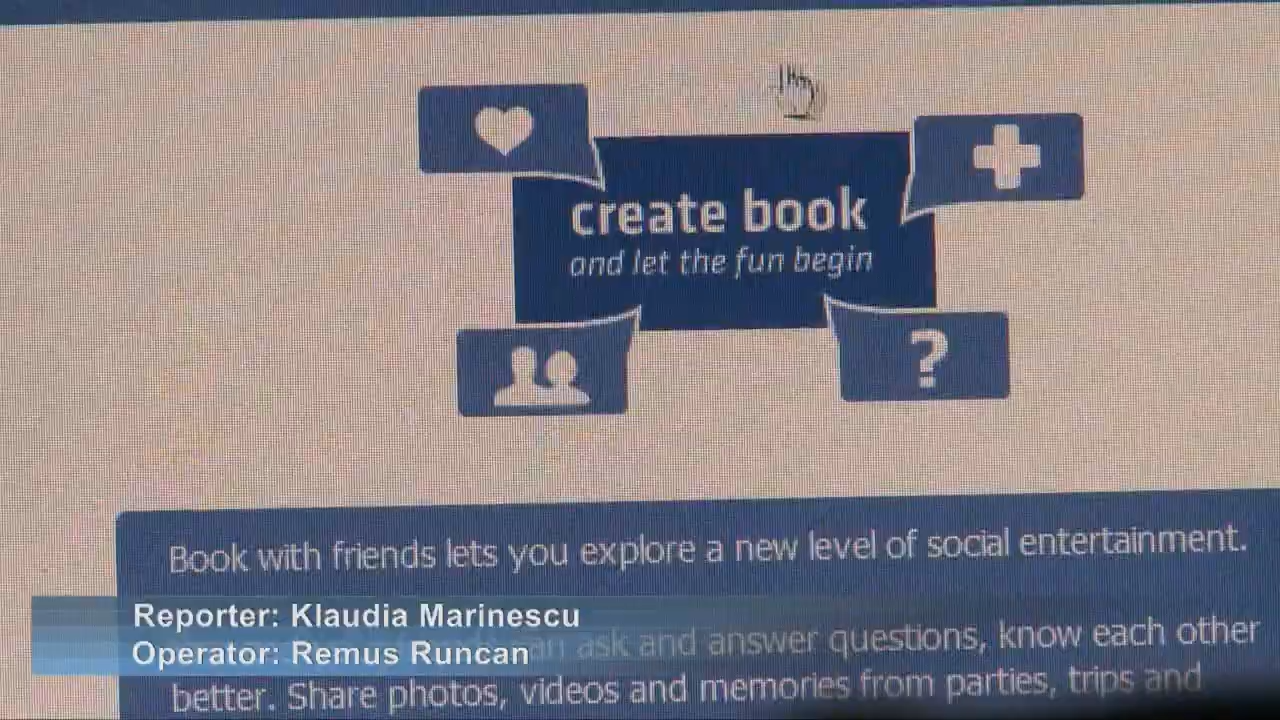 create book
and let the fun begin
?
Book with friends lets you explore a new level of social entertainment.
Reporter: Klaudia Marinescu
ask and answer questions, know each other
Operator: Remus Runcan
better. Share photos, videos and memories from parties, trips and